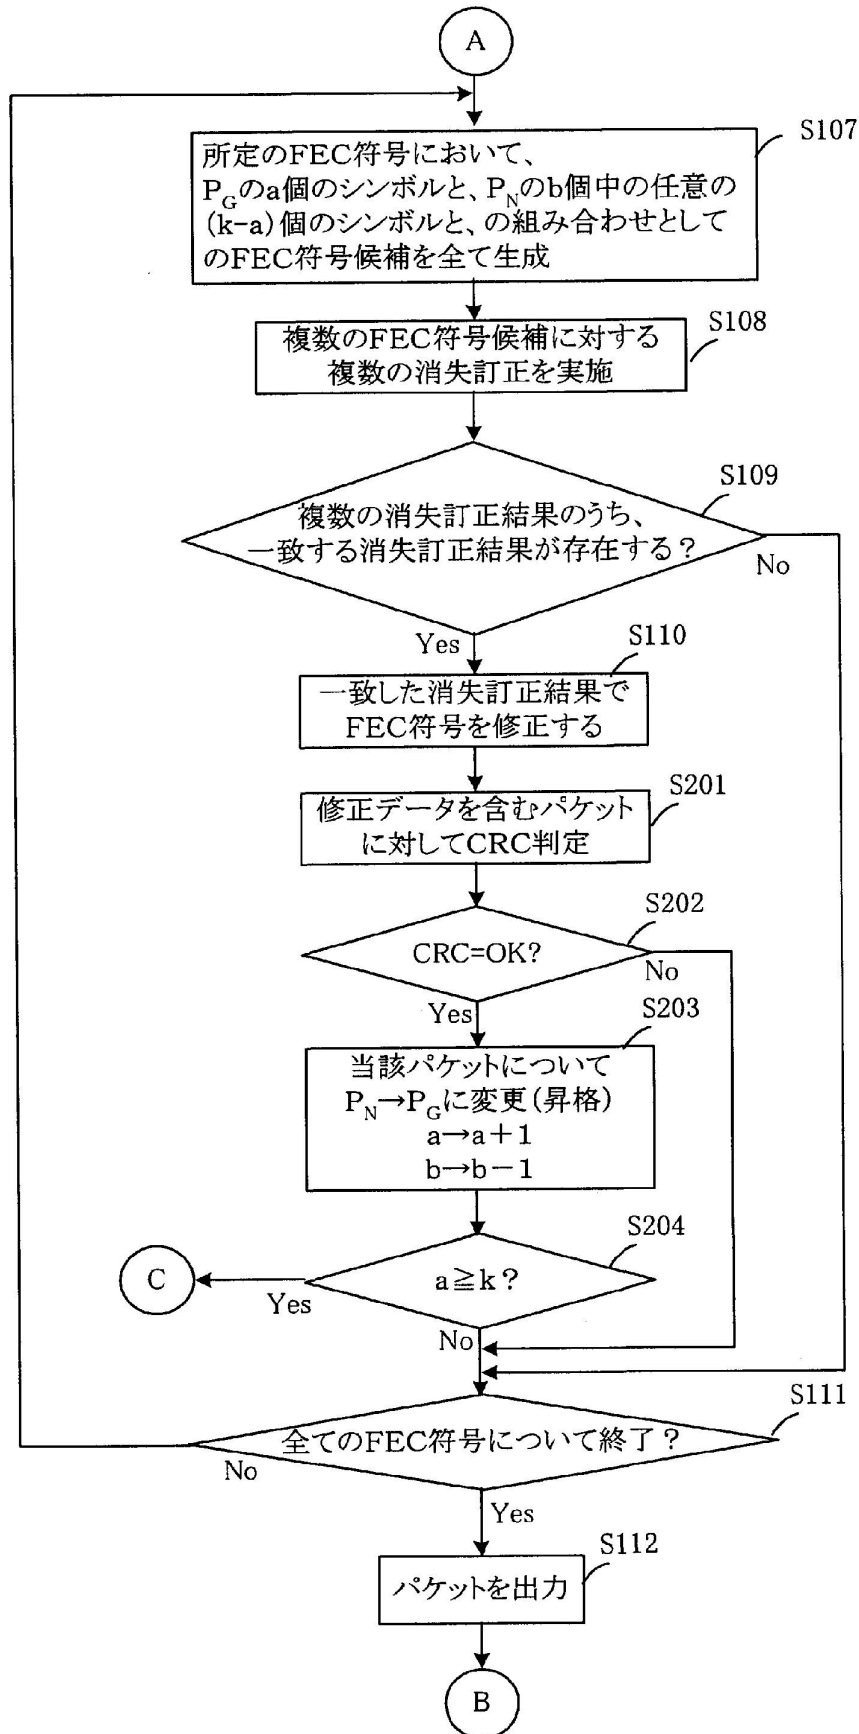 A
S107
所定のFEC符号において、
PGのa個のシンボルと、PNのb個中の任意の
(k-a)個のシンボルと、の組み合わせとして
のFEC符号候補を全て生成
S108
複数のFEC符号候補に対する
複数の消失訂正を実施
S109
複数の消失訂正結果のうち、
一致する消失訂正結果が存在する?
No
Yes
S110
一致した消失訂正結果で
FEC符号を修正する
S201
修正データを含むパケット
に対してCRC判定
S202
CRC=OK?
No
Yes
S203
当該パケットについて
PN→PGに変更(昇格)
a→a+1
b→b-1
S204
C
a≧k?
Yes
No
S111
全てのFEC符号について終了?
No
Yes
S112
パケットを出力
B